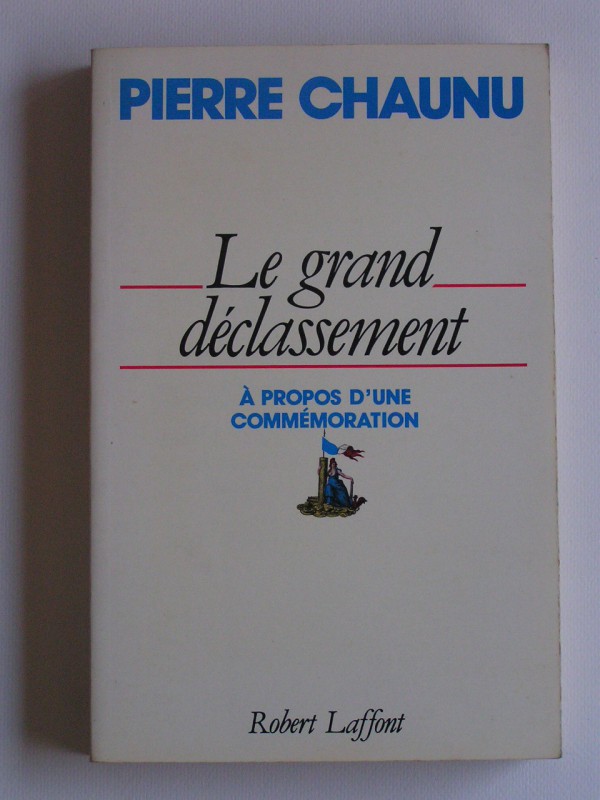 PIERRE CHAUNU
Le grand
déclassement
À PROPOS D'UNE
COMMÉMORATION
Robert Laffont